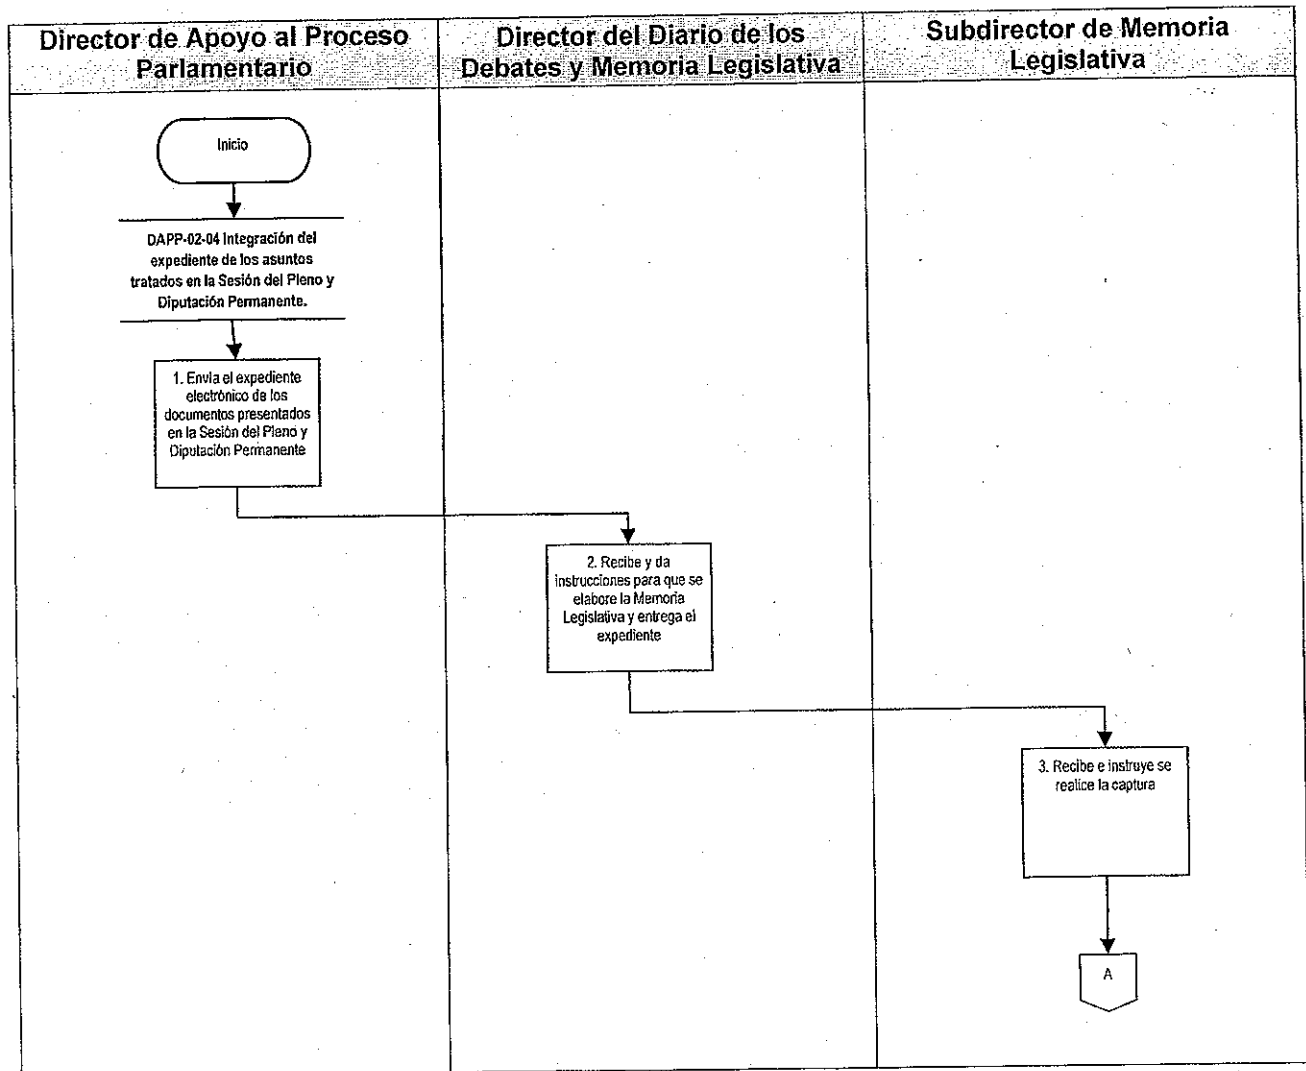 Director de Apoyo al Proceso
Parlamentario
Director del Diario de los
Debates y Memoria Legislativa
Subdirector de Memoria
Legislativa
Inicio
DAPP-02-04 Integración del
expediente de los asuntos
tratados en la Sesión del Pleno y
Diputación Permanente.
1. Envía el expediente
electrónico de los
documentos presentados
en la Sesión del Pleno y
Diputación Permanente
2. Recibe y da
instrucciones para que se
elabore la Memoria
Legislativa y entrega el
expediente
3. Recibe e instruye se
realice la captura
A